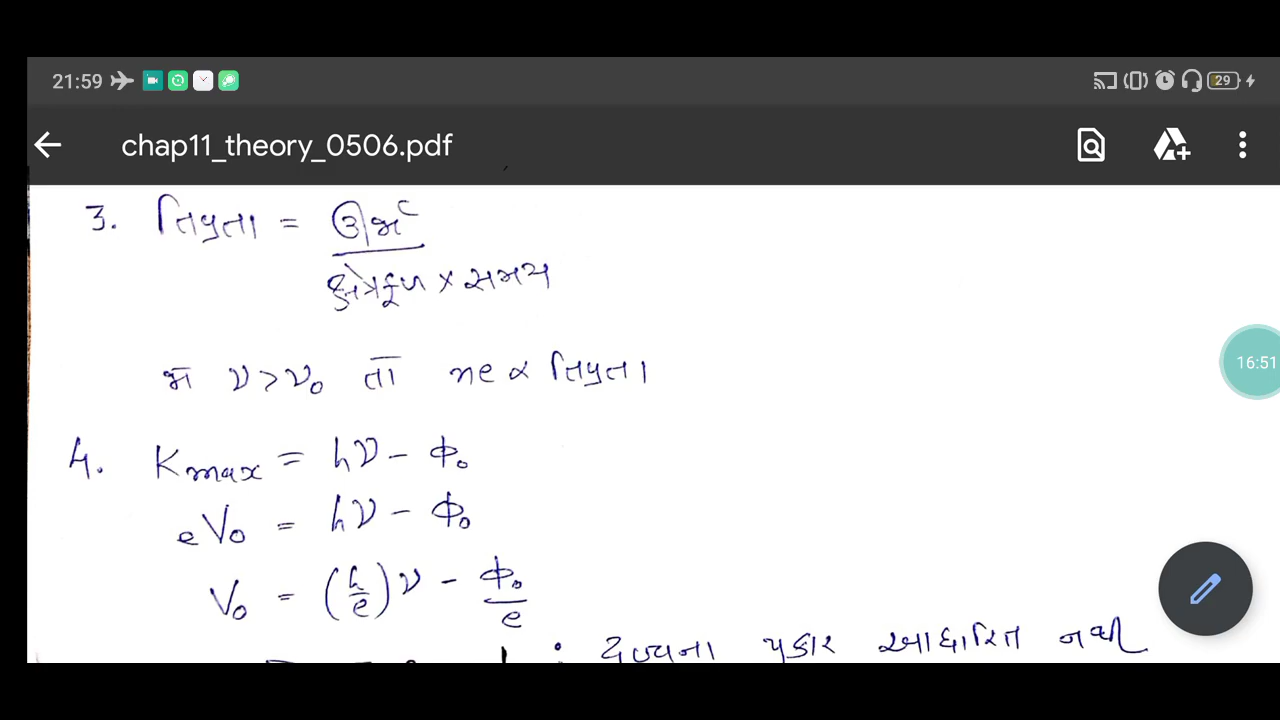 21:59
29
chap11_theory_0506.pdf
3. તિવ્રતા = ઊર્જા
ક્ષેત્રફળ × સમય
16:51
જો ν > ν₀ તો ne ∝ તિવ્રતા
4. Kmax = hν - Φ₀
eV₀ = hν - Φ₀
V₀ = (h/e)ν - Φ₀/e
: દ્રવ્યના પ્રકાર આધારિત નથી